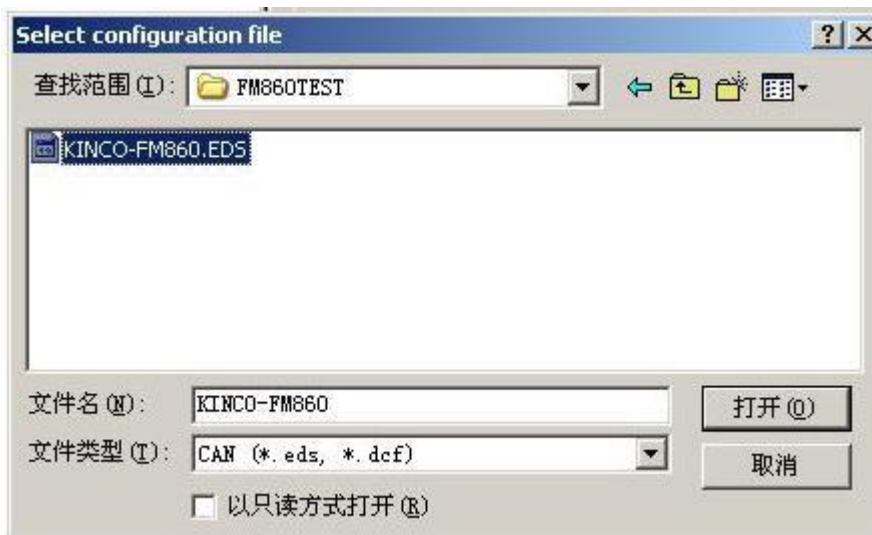 Select configuration file
查找范围(I): FM860TEST
KINCO-FM860.EDS
文件名(N): KINCO-FM860 打开(O)
文件类型(T): CAN (*.eds, *.dcf) 取消
以只读方式打开(R)